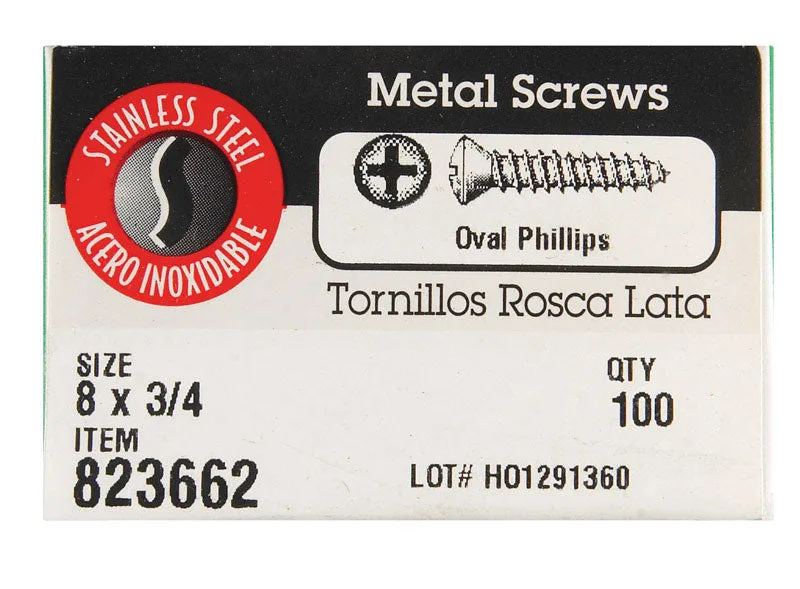 STAINLESS STEEL
ACERO INOXIDABLE
Metal Screws
Oval Phillips
Tornillos Rosca Lata
SIZE
8 x 3/4
QTY
100
ITEM
823662
LOT# HO1291360